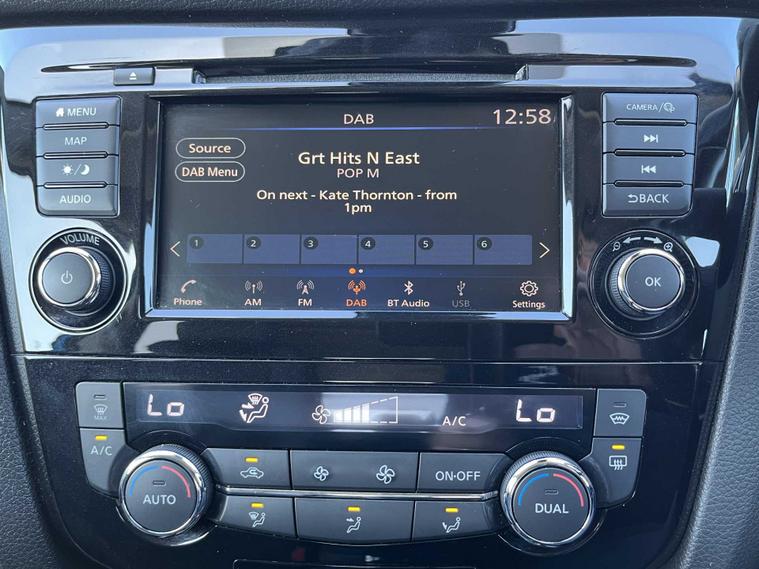 DAB
12:58
MENU
MAP
AUDIO
Source
DAB Menu
Grt Hits N East
POP M
On next - Kate Thornton - from
1pm
1 2 3 4 5 6
Phone AM FM DAB BT Audio USB Settings
CAMERA/
BACK
VOLUME
OK
Lo A/C Lo
MAX
A/C
AUTO
ON·OFF
DUAL